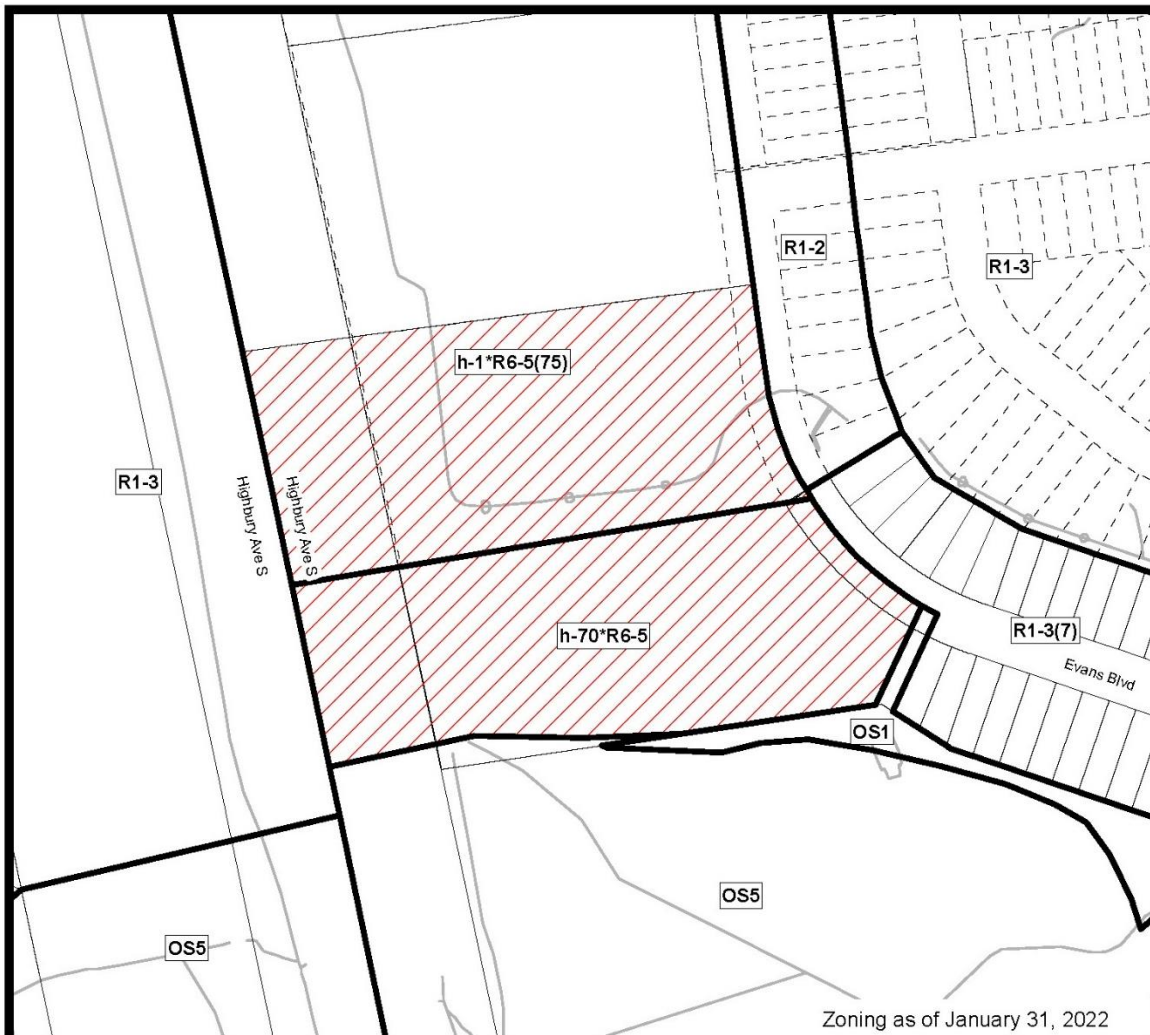 R1-2
R1-3
h-1*R6-5(75)
R1-3
Highbury Ave S
Highbury Ave S
h-70*R6-5
R1-3(7)
Evans Blvd
OS1
OS5
OS5
Zoning as of January 31, 2022